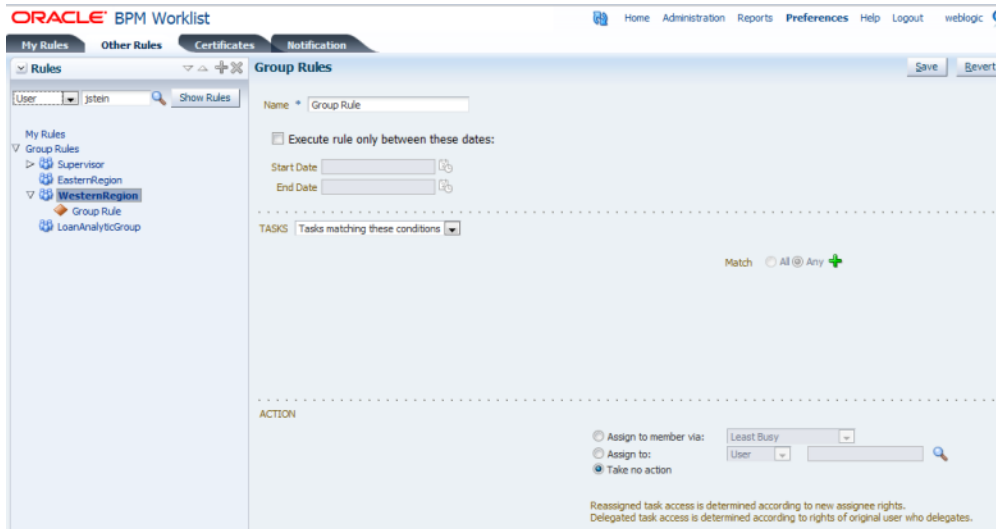 ORACLE BPM Worklist
Home Administration Reports Preferences Help Logout weblogic
My Rules Other Rules Certificates Notification
Rules
User jstein Show Rules
My Rules
Group Rules
Supervisor
EasternRegion
WesternRegion
Group Rule
LoanAnalyticGroup
Group Rules Save Revert
Name * Group Rule
Execute rule only between these dates:
Start Date
End Date
TASKS Tasks matching these conditions
Match All Any
ACTION
Assign to member via: Least Busy
Assign to: User
Take no action
Reassigned task access is determined according to new assignee rights.
Delegated task access is determined according to rights of original user who delegates.